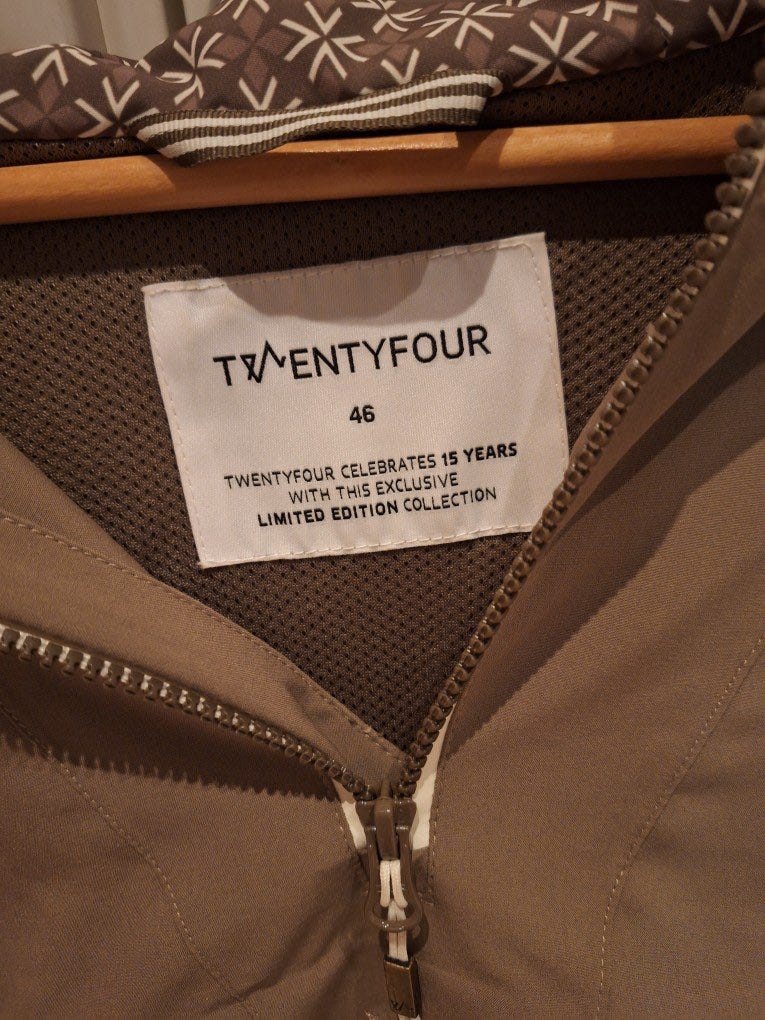 TWENTYFOUR
46
TWENTYFOUR CELEBRATES 15 YEARS
WITH THIS EXCLUSIVE
LIMITED EDITION COLLECTION